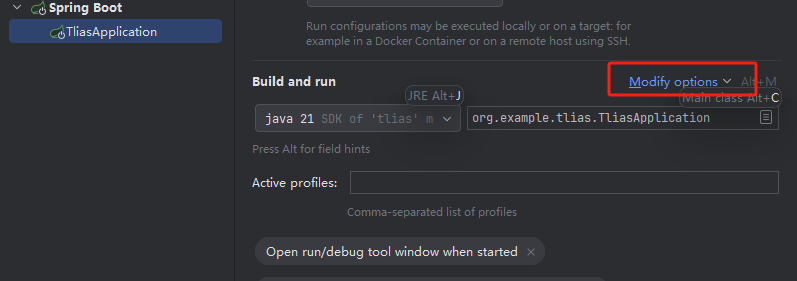 Spring Boot
TliasApplication
Run configurations may be executed locally or on a target: for
example in a Docker Container or on a remote host using SSH.
Build and run
Modify options
Alt+M
JRE Alt+J
Main class Alt+C
java 21 SDK of 'tlias' m
org.example.tlias.TliasApplication
Press Alt for field hints
Active profiles:
Comma-separated list of profiles
Open run/debug tool window when started